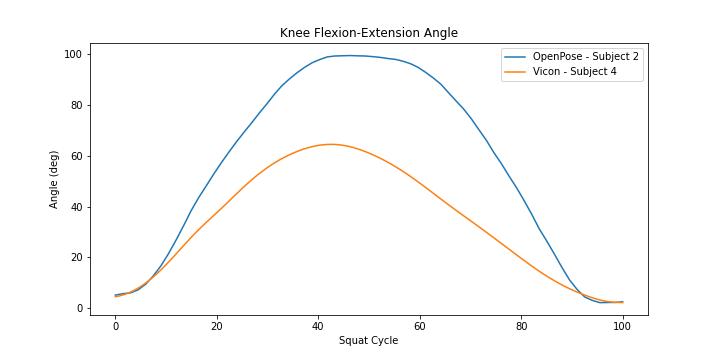 Knee Flexion-Extension Angle
OpenPose - Subject 2
Vicon - Subject 4
100
80
60
40
20
0
Angle (deg)
0 20 40 60 80 100
Squat Cycle